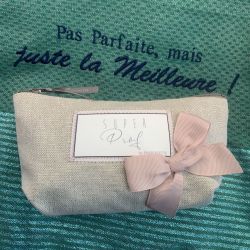 Pas Parfaite, mais
juste la Meilleure !
SUPER
Prof